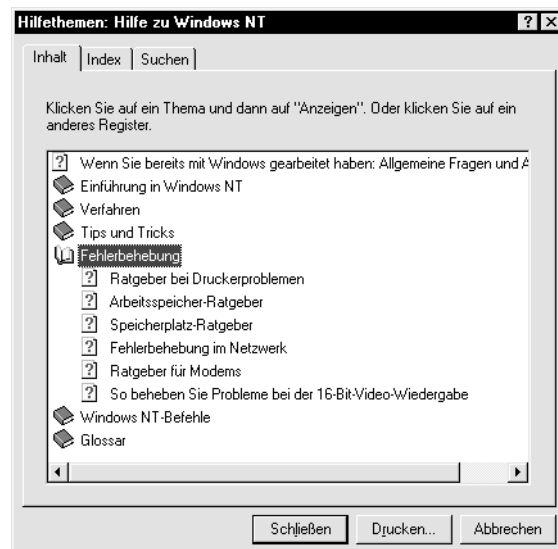 Hilfethemen: Hilfe zu Windows NT
Inhalt Index Suchen
Klicken Sie auf ein Thema und dann auf "Anzeigen". Oder klicken Sie auf ein
anderes Register.
Wenn Sie bereits mit Windows gearbeitet haben: Allgemeine Fragen und A
Einführung in Windows NT
Verfahren
Tips und Tricks
Fehlerbehebung
Ratgeber bei Druckerproblemen
Arbeitsspeicher-Ratgeber
Speicherplatz-Ratgeber
Fehlerbehebung im Netzwerk
Ratgeber für Modems
So beheben Sie Probleme bei der 16-Bit-Video-Wiedergabe
Windows NT-Befehle
Glossar
Schließen Drucken... Abbrechen